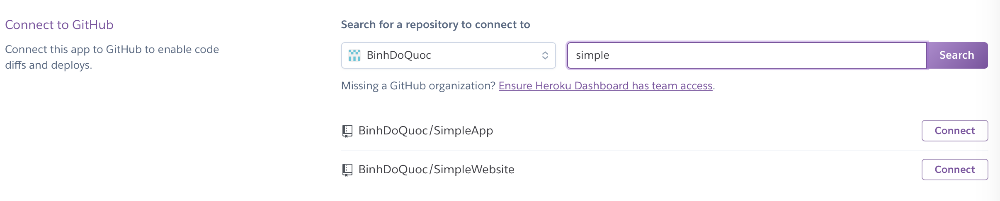 Connect to GitHub
Connect this app to GitHub to enable code
diffs and deploys.
Search for a repository to connect to
BinhDoQuoc
simple
Search
Missing a GitHub organization? Ensure Heroku Dashboard has team access.
BinhDoQuoc/SimpleApp
Connect
BinhDoQuoc/SimpleWebsite
Connect